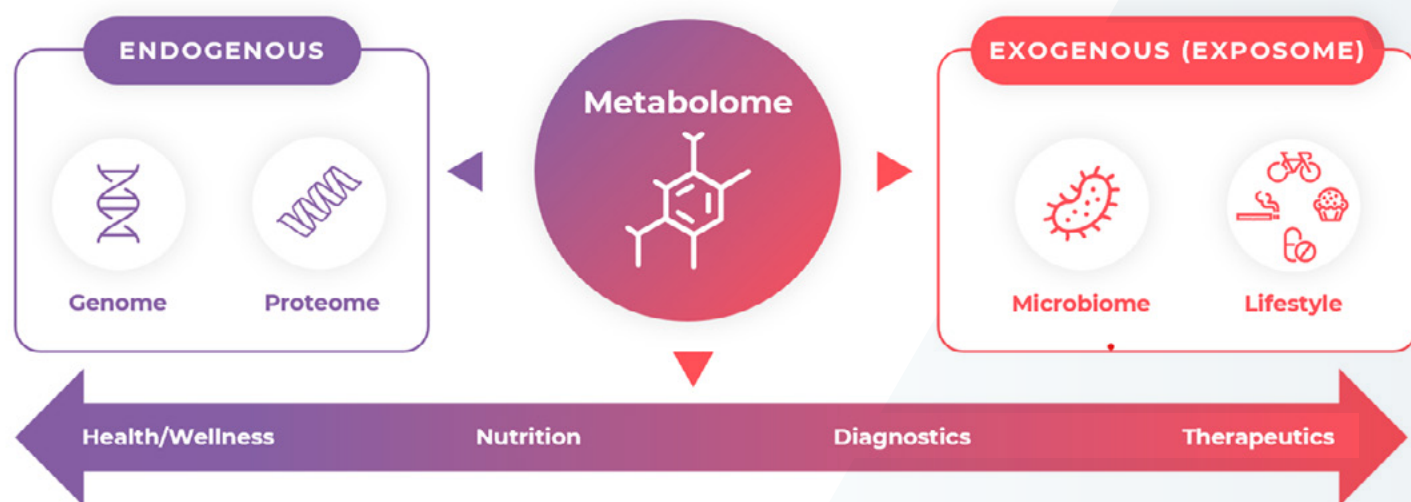 ENDOGENOUS
Metabolome
EXOGENOUS (EXPOSOME)
Genome
Proteome
Microbiome
Lifestyle
Health/Wellness
Nutrition
Diagnostics
Therapeutics